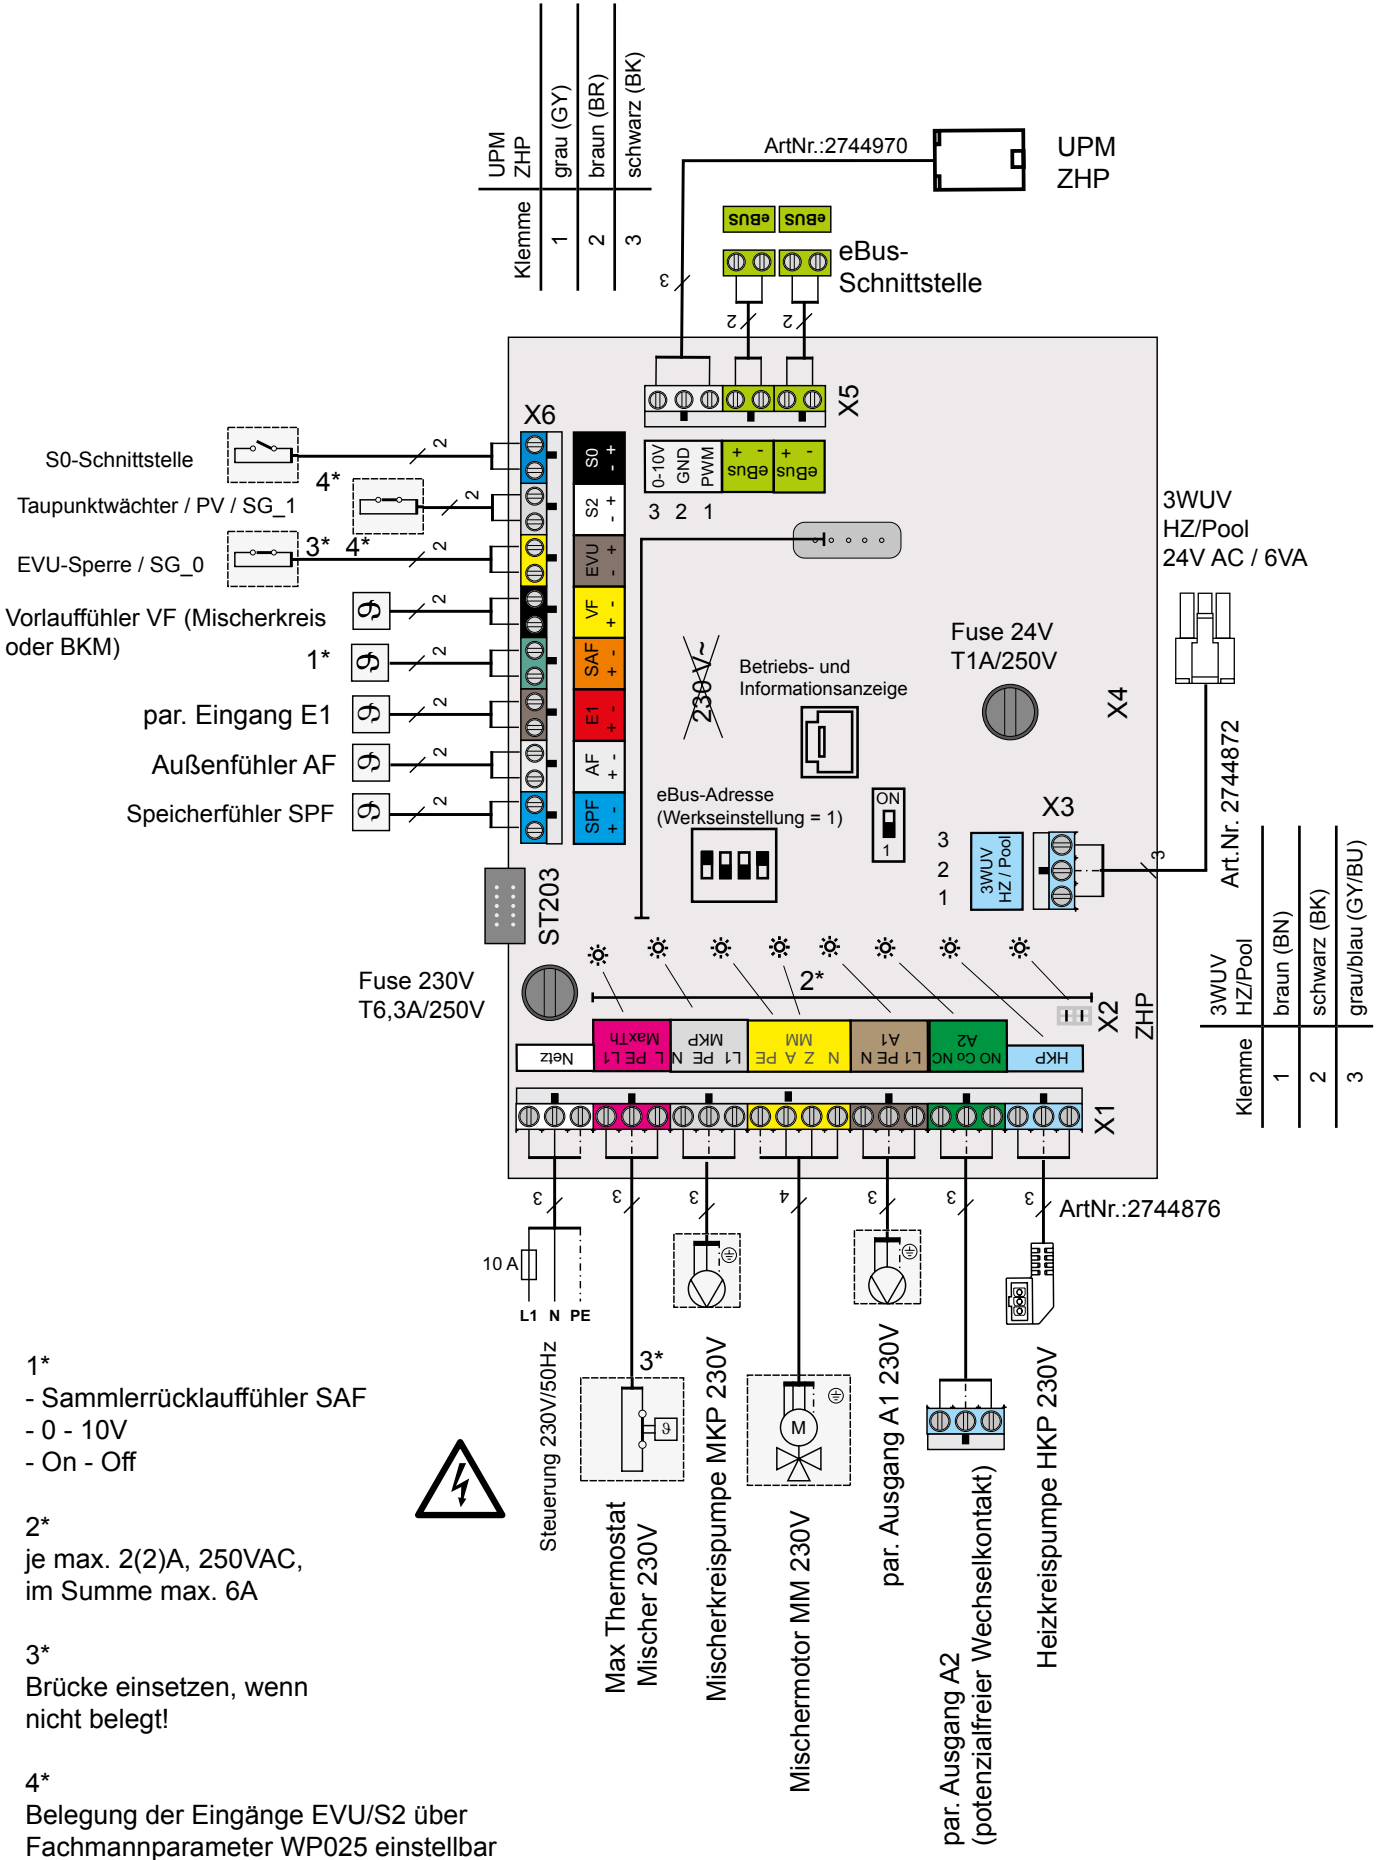 Klemme
UPM
ZHP
1
grau (GY)
2
braun (BR)
3
schwarz (BK)
ArtNr.:2744970
UPM
ZHP
eBUS
eBUS
eBus-
Schnittstelle
3
2
2
X5
0-10V
GND
PWM
+ -
eBus
+ -
eBus
3 2 1
X6
S0-Schnittstelle
2
S0
- +
Taupunktwächter / PV / SG_1
4*
2
S2
- +
EVU-Sperre / SG_0
3* 4*
2
EVU
- +
Vorlauffühler VF (Mischerkreis
oder BKM)
2
VF
+ -
1*
2
SAF
+ -
par. Eingang E1
2
E1
+ -
Außenfühler AF
2
AF
+ -
Speicherfühler SPF
2
SPF
+ -
ϑ
ϑ
ϑ
ϑ
ϑ
230 V~
Betriebs- und
Informationsanzeige
Fuse 24V
T1A/250V
X4
3WUV
HZ/Pool
24V AC / 6VA
Art.Nr. 2744872
eBus-Adresse
(Werkseinstellung = 1)
ON
1
X3
3
2
1
3WUV
HZ / Pool
3
Klemme
3WUV
HZ/Pool
1
braun (BN)
2
schwarz (BK)
3
grau/blau (GY/BU)
ST203
Fuse 230V
T6,3A/250V
2*
X2
ZHP
Netz
MaxTh
L PE L1
MKP
N PE L1
MM
PE A Z N
A1
N PE L1
A2
NC Co NO
HKP
X1
3
3
3
4
3
3
3
ArtNr.:2744876
10 A
L1 N PE
Steuerung 230V/50Hz
3*
ϑ
Max Thermostat
Mischer 230V
Mischerkreispumpe MKP 230V
M
Mischermotor MM 230V
par. Ausgang A1 230V
par. Ausgang A2
(potenzialfreier Wechselkontakt)
Heizkreispumpe HKP 230V
1*
- Sammlerrücklauffühler SAF
- 0 - 10V
- On - Off
2*
je max. 2(2)A, 250VAC,
im Summe max. 6A
3*
Brücke einsetzen, wenn
nicht belegt!
4*
Belegung der Eingänge EVU/S2 über
Fachmannparameter WP025 einstellbar